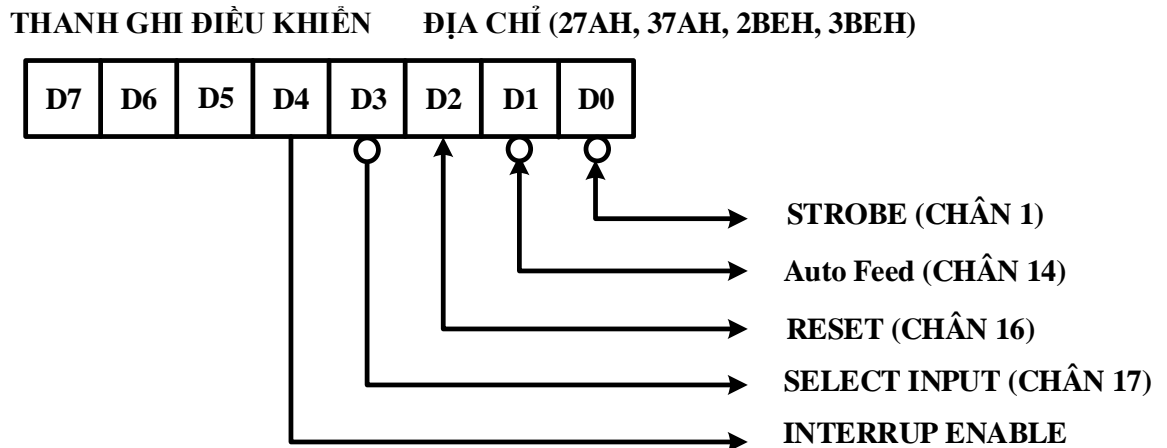 THANH GHI ĐIỀU KHIỄN ĐỊA CHỈ (27AH, 37AH, 2BEH, 3BEH)
D7 D6 D5 D4 D3 D2 D1 D0
STROBE (CHÂN 1)
Auto Feed (CHÂN 14)
RESET (CHÂN 16)
SELECT INPUT (CHÂN 17)
INTERRUP ENABLE